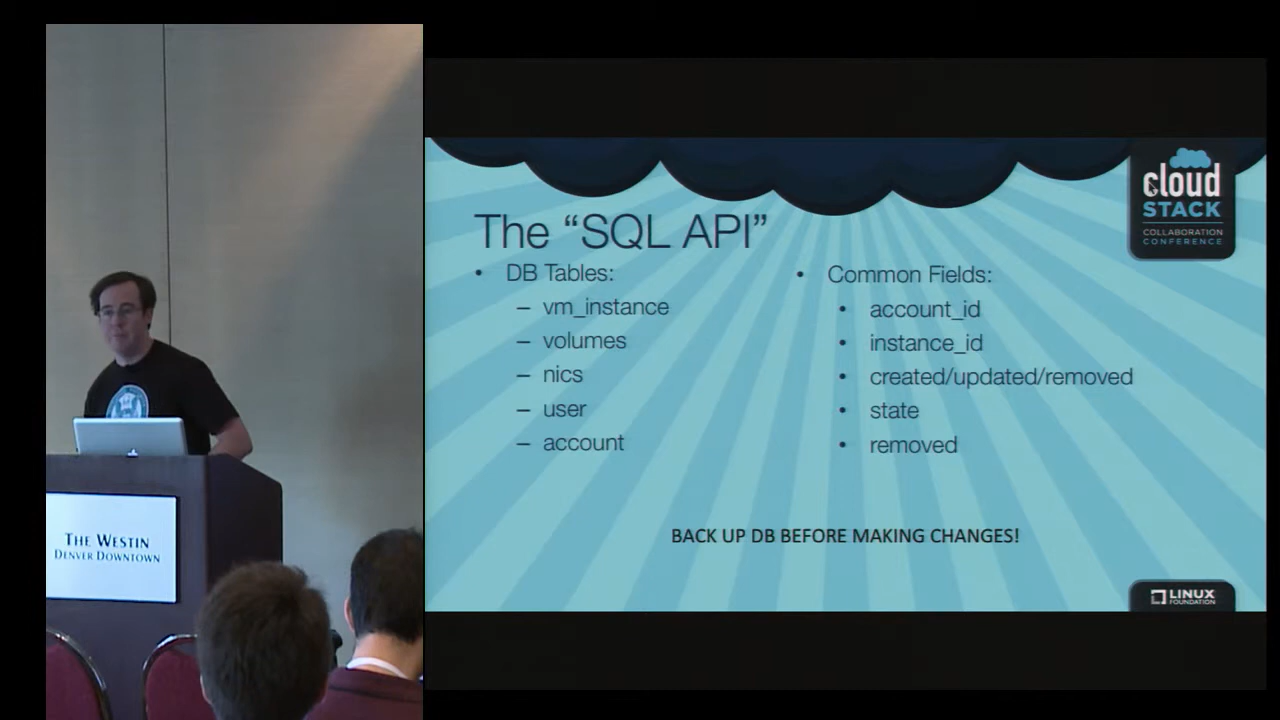 The “SQL API”
• DB Tables:
– vm_instance
– volumes
– nics
– user
– account
• Common Fields:
• account_id
• instance_id
• created/updated/removed
• state
• removed
BACK UP DB BEFORE MAKING CHANGES!
cloud
STACK
COLLABORATION
CONFERENCE
LINUX
FOUNDATION
THE WESTIN
DENVER DOWNTOWN